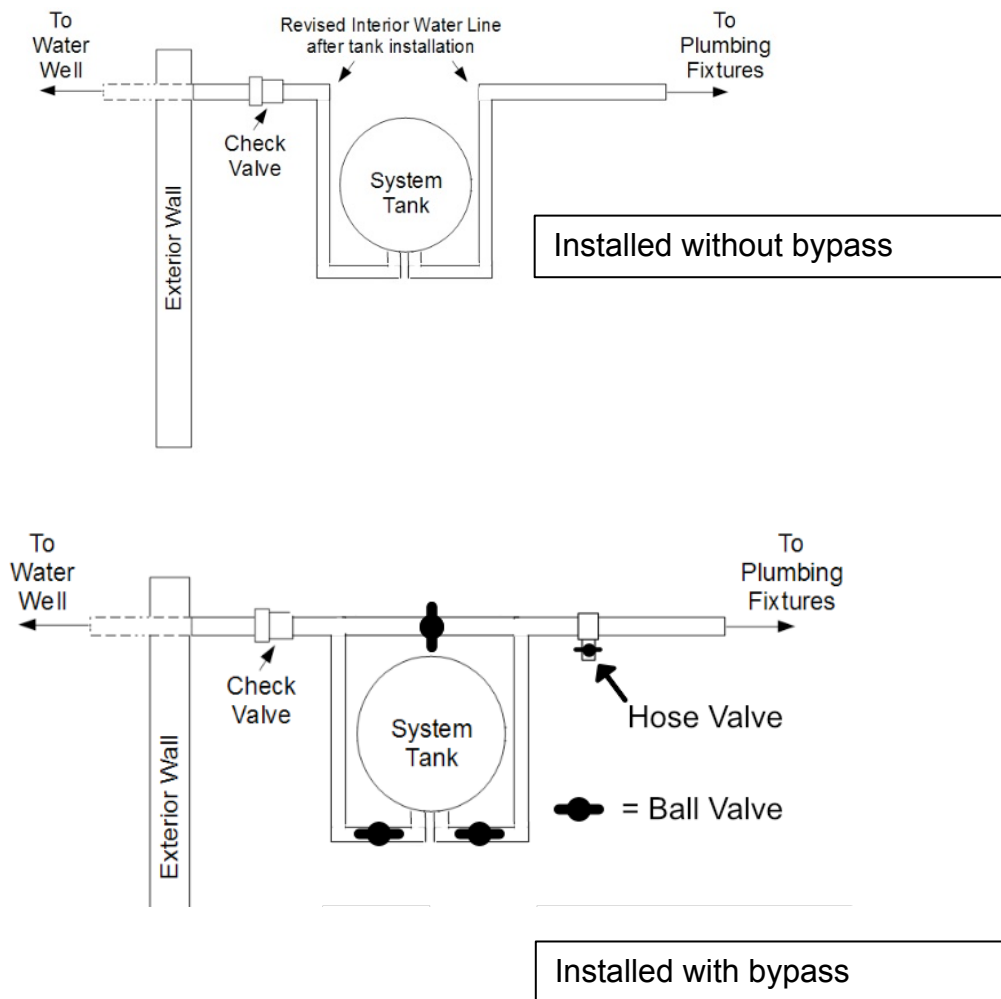 To
Water
Well
Revised Interior Water Line
after tank installation
To
Plumbing
Fixtures
Check
Valve
System
Tank
Exterior Wall
Installed without bypass
To
Water
Well
To
Plumbing
Fixtures
Check
Valve
System
Tank
Hose Valve
= Ball Valve
Exterior Wall
Installed with bypass